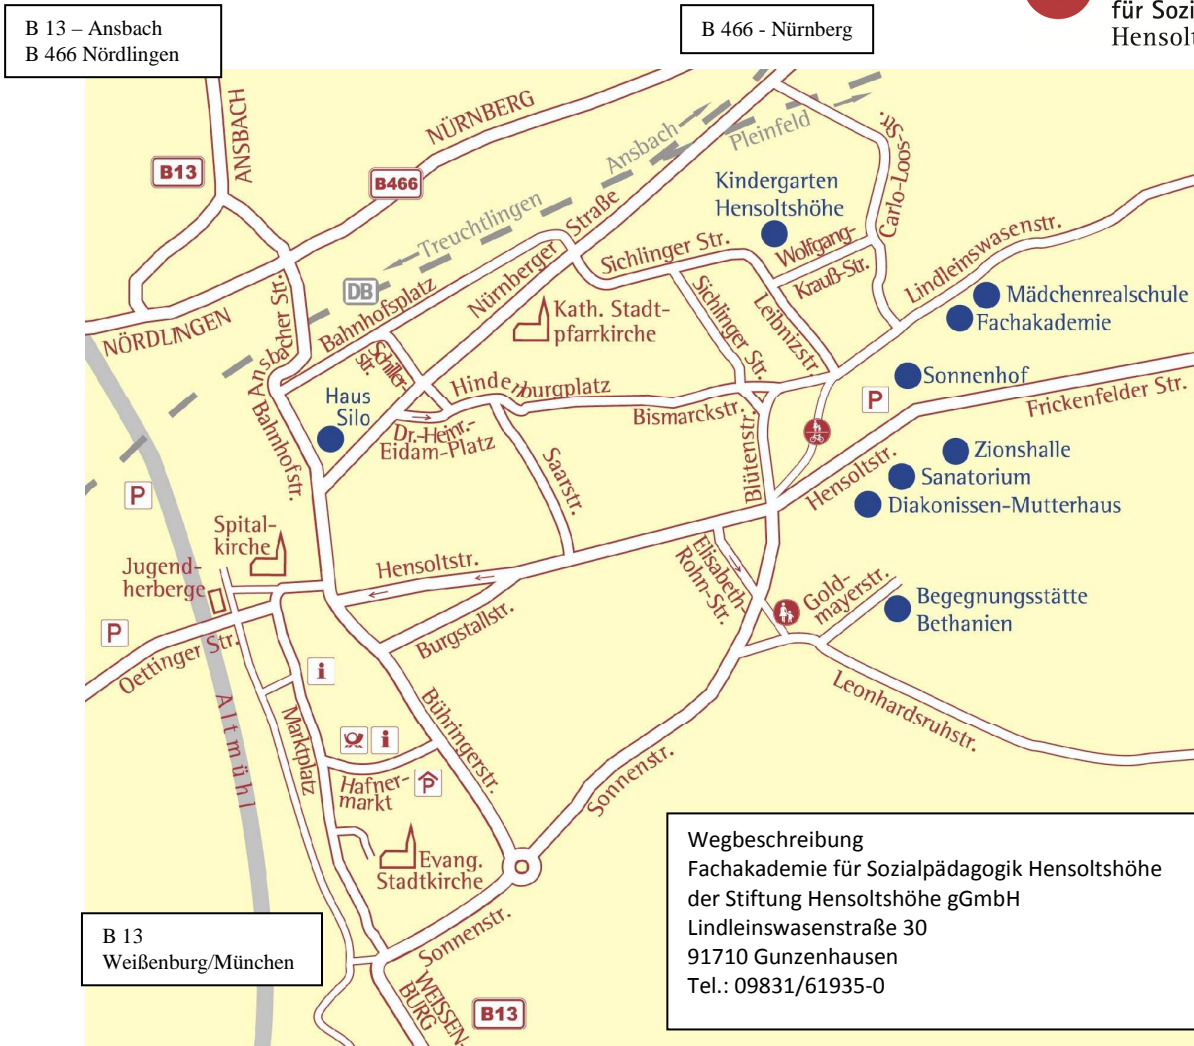 B 13 – Ansbach
B 466 Nördlingen
B 466 - Nürnberg
für Sozi
Hensolt
ANSBACH
NÜRNBERG
B13
B466
Ansbach
Pleinfeld
Treuchtlingen
DB
NÖRDLINGEN
Ansbacher Str.
Bahnhofsplatz
Nürnberger Straße
Kindergarten
Hensoltshöhe
Carlo-Loos-Str.
Wolfgang-
Krauß-Str.
Sichlinger Str.
Sichlinger Str.
Leibnizstr.
Lindleinswasenstr.
Mädchenrealschule
Fachakademie
Kath. Stadt-
pfarrkirche
Schiller-
str.
Haus
Silo
Hindenburgplatz
Dr.-Heinr.-
Eidam-Platz
Bismarckstr.
Sonnenhof
P
Frickenfelder Str.
Bahnhofstr.
Saarstr.
Blütenstr.
Hensoltstr.
Zionshalle
Sanatorium
Diakonissen-Mutterhaus
P
Spital-
kirche
Jugend-
herberge
Hensoltstr.
Elisabeth-
Rohn-Str.
Gold-
mayerstr.
Begegnungsstätte
Bethanien
P
Oettinger Str.
Burgstallstr.
i
Altmühl
Marktplatz
Bühringerstr.
Leonhardsruhstr.
i
Hafner-
markt
P
Sonnenstr.
Evang.
Stadtkirche
Sonnenstr.
B 13
Weißenburg/München
WEISSEN-
BURG
B13
Wegbeschreibung
Fachakademie für Sozialpädagogik Hensoltshöhe
der Stiftung Hensoltshöhe gGmbH
Lindleinswasenstraße 30
91710 Gunzenhausen
Tel.: 09831/61935-0